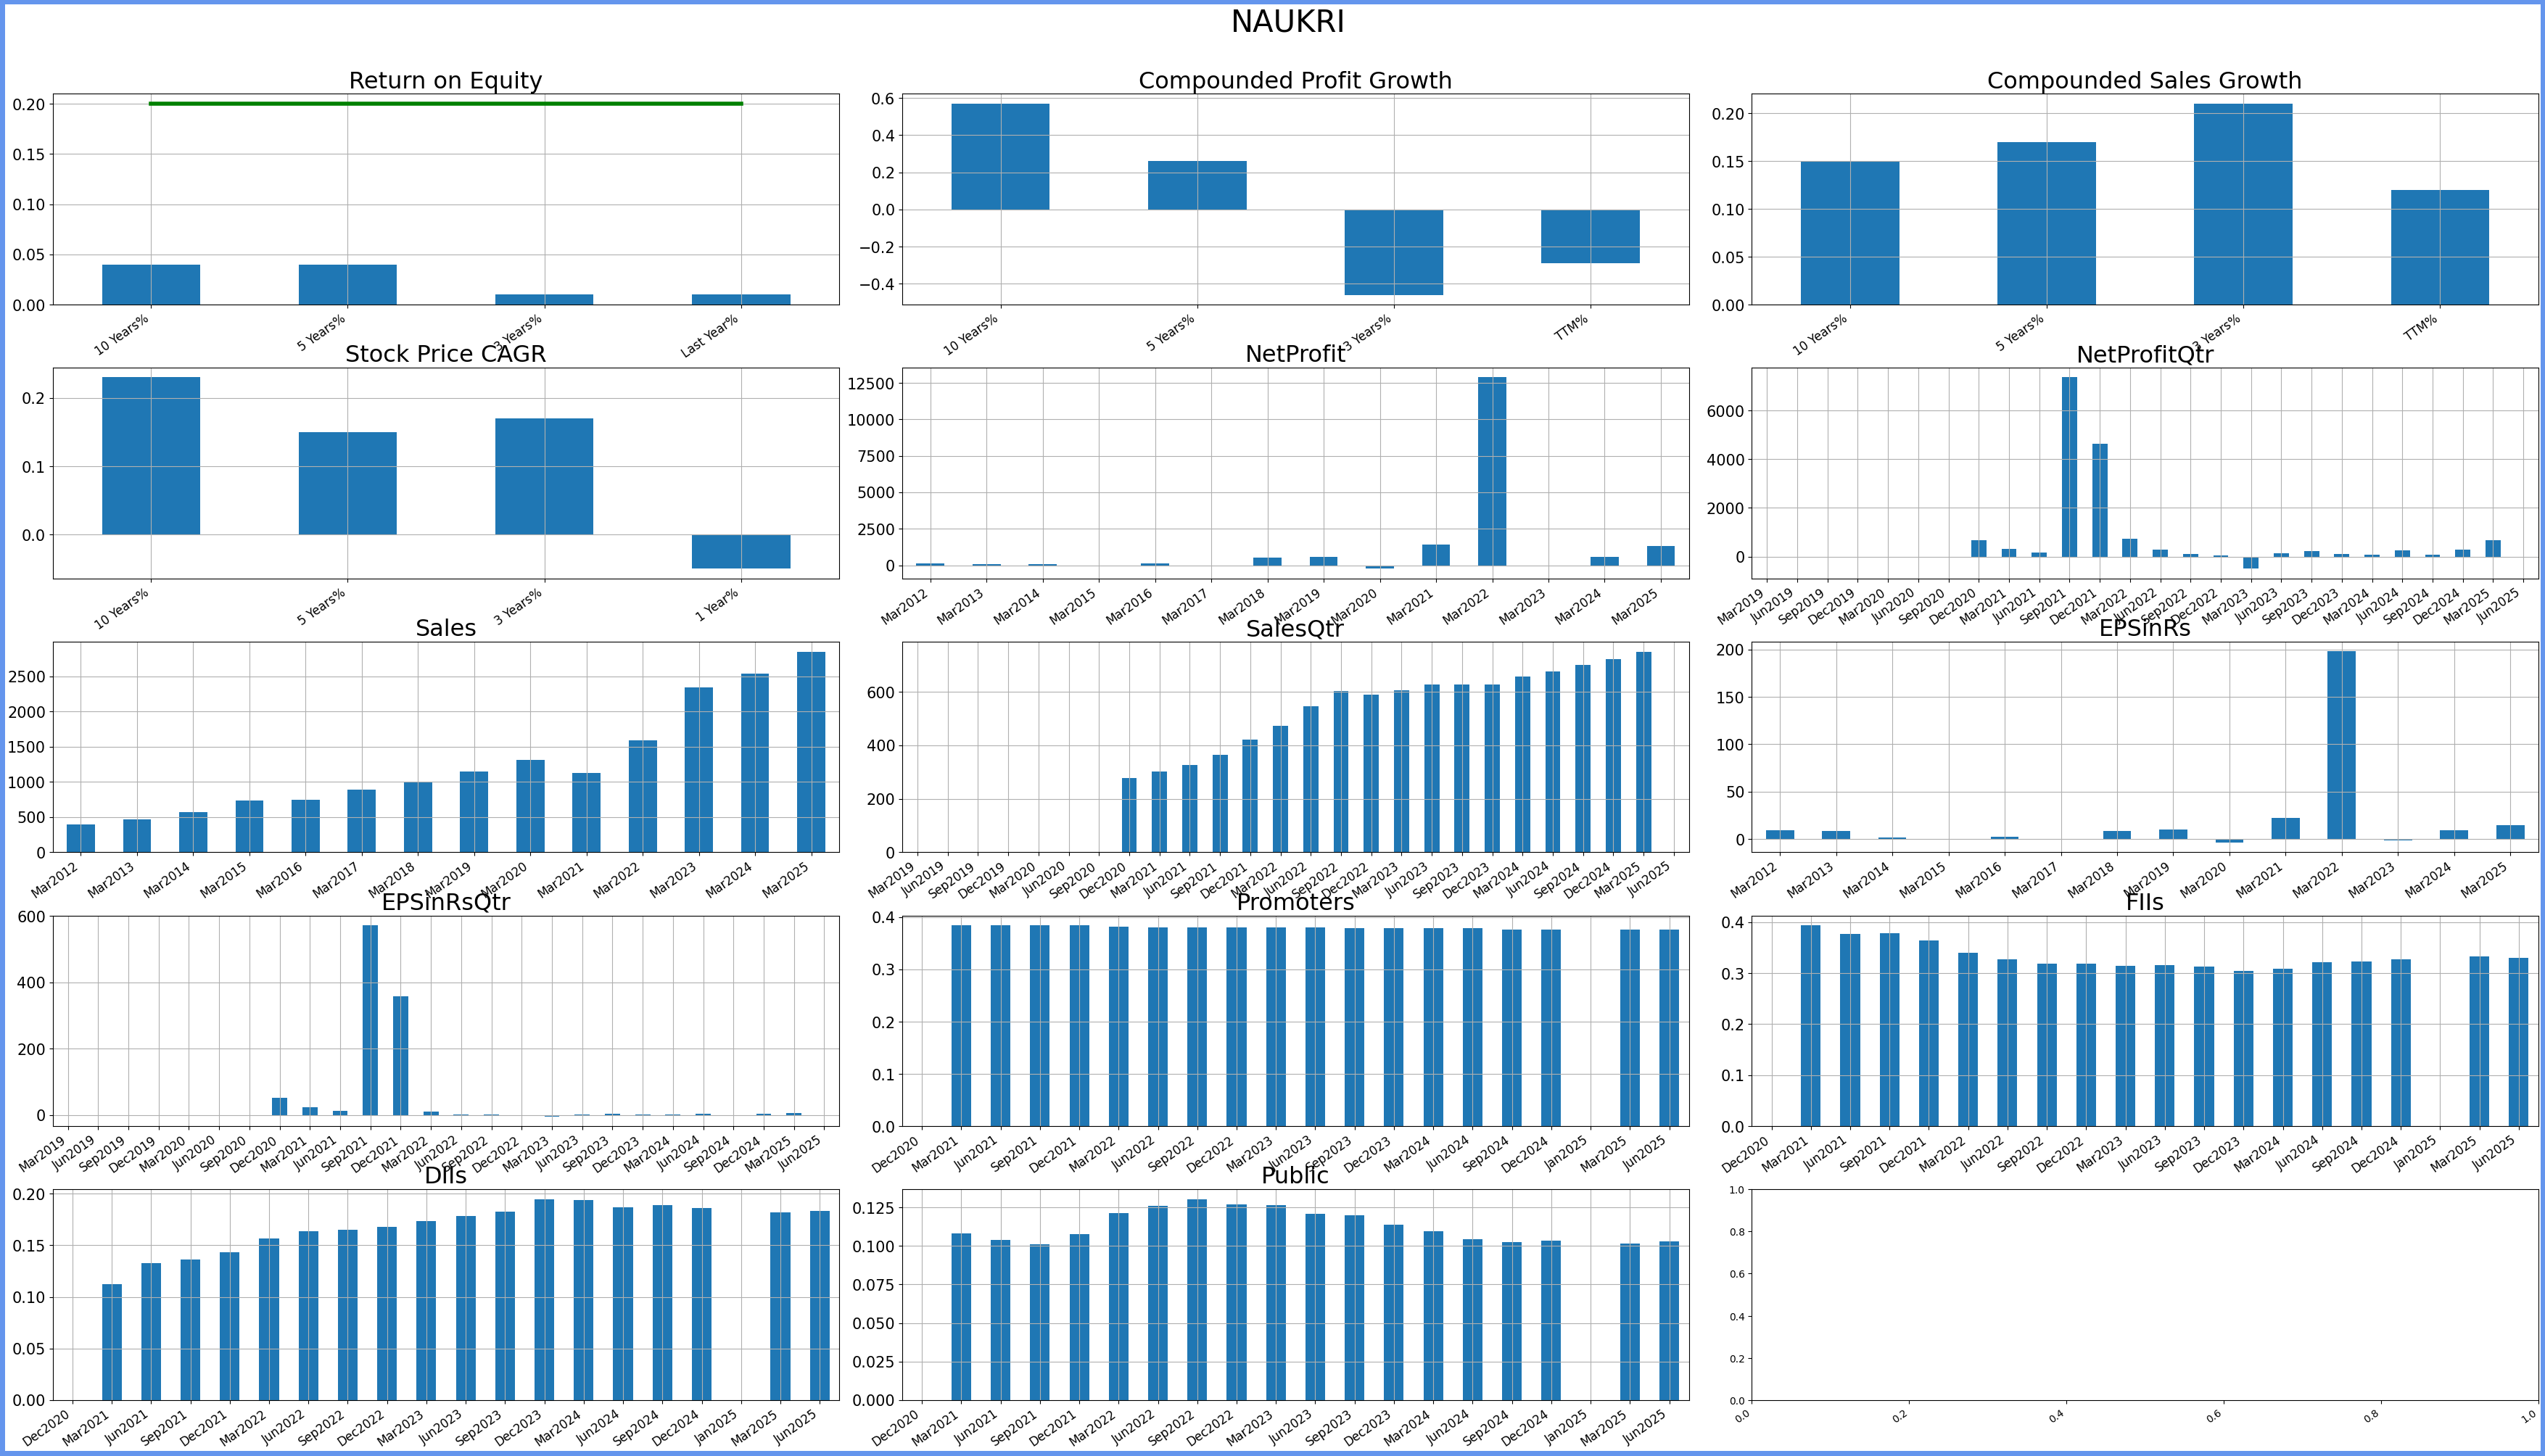 NAUKRI
Return on Equity
0.20
0.15
0.10
0.05
0.00
10 Years%
5 Years%
3 Years%
Last Year%
Compounded Profit Growth
0.6
0.4
0.2
0.0
−0.2
−0.4
10 Years%
5 Years%
3 Years%
TTM%
Compounded Sales Growth
0.20
0.15
0.10
0.05
0.00
10 Years%
5 Years%
3 Years%
TTM%
Stock Price CAGR
0.2
0.1
0.0
10 Years%
5 Years%
3 Years%
1 Year%
NetProfit
12500
10000
7500
5000
2500
0
Mar2012
Mar2013
Mar2014
Mar2015
Mar2016
Mar2017
Mar2018
Mar2019
Mar2020
Mar2021
Mar2022
Mar2023
Mar2024
Mar2025
NetProfitQtr
6000
4000
2000
0
Mar2019
Jun2019
Sep2019
Dec2019
Mar2020
Jun2020
Sep2020
Dec2020
Mar2021
Jun2021
Sep2021
Dec2021
Mar2022
Jun2022
Sep2022
Dec2022
Mar2023
Jun2023
Sep2023
Dec2023
Mar2024
Jun2024
Sep2024
Dec2024
Mar2025
Jun2025
Sales
2500
2000
1500
1000
500
0
Mar2012
Mar2013
Mar2014
Mar2015
Mar2016
Mar2017
Mar2018
Mar2019
Mar2020
Mar2021
Mar2022
Mar2023
Mar2024
Mar2025
SalesQtr
600
400
200
0
Mar2019
Jun2019
Sep2019
Dec2019
Mar2020
Jun2020
Sep2020
Dec2020
Mar2021
Jun2021
Sep2021
Dec2021
Mar2022
Jun2022
Sep2022
Dec2022
Mar2023
Jun2023
Sep2023
Dec2023
Mar2024
Jun2024
Sep2024
Dec2024
Mar2025
Jun2025
EPSinRs
200
150
100
50
0
Mar2012
Mar2013
Mar2014
Mar2015
Mar2016
Mar2017
Mar2018
Mar2019
Mar2020
Mar2021
Mar2022
Mar2023
Mar2024
Mar2025
EPSinRsQtr
600
400
200
0
Mar2019
Jun2019
Sep2019
Dec2019
Mar2020
Jun2020
Sep2020
Dec2020
Mar2021
Jun2021
Sep2021
Dec2021
Mar2022
Jun2022
Sep2022
Dec2022
Mar2023
Jun2023
Sep2023
Dec2023
Mar2024
Jun2024
Sep2024
Dec2024
Mar2025
Jun2025
Promoters
0.4
0.3
0.2
0.1
0.0
Dec2020
Mar2021
Jun2021
Sep2021
Dec2021
Mar2022
Jun2022
Sep2022
Dec2022
Mar2023
Jun2023
Sep2023
Dec2023
Mar2024
Jun2024
Sep2024
Dec2024
Jan2025
Mar2025
Jun2025
FIIs
0.4
0.3
0.2
0.1
0.0
Dec2020
Mar2021
Jun2021
Sep2021
Dec2021
Mar2022
Jun2022
Sep2022
Dec2022
Mar2023
Jun2023
Sep2023
Dec2023
Mar2024
Jun2024
Sep2024
Dec2024
Jan2025
Mar2025
Jun2025
DIIs
0.20
0.15
0.10
0.05
0.00
Dec2020
Mar2021
Jun2021
Sep2021
Dec2021
Mar2022
Jun2022
Sep2022
Dec2022
Mar2023
Jun2023
Sep2023
Dec2023
Mar2024
Jun2024
Sep2024
Dec2024
Jan2025
Mar2025
Jun2025
Public
0.125
0.100
0.075
0.050
0.025
0.000
Dec2020
Mar2021
Jun2021
Sep2021
Dec2021
Mar2022
Jun2022
Sep2022
Dec2022
Mar2023
Jun2023
Sep2023
Dec2023
Mar2024
Jun2024
Sep2024
Dec2024
Jan2025
Mar2025
Jun2025
1.0
0.8
0.6
0.4
0.2
0.0
0.0
0.2
0.4
0.6
0.8
1.0